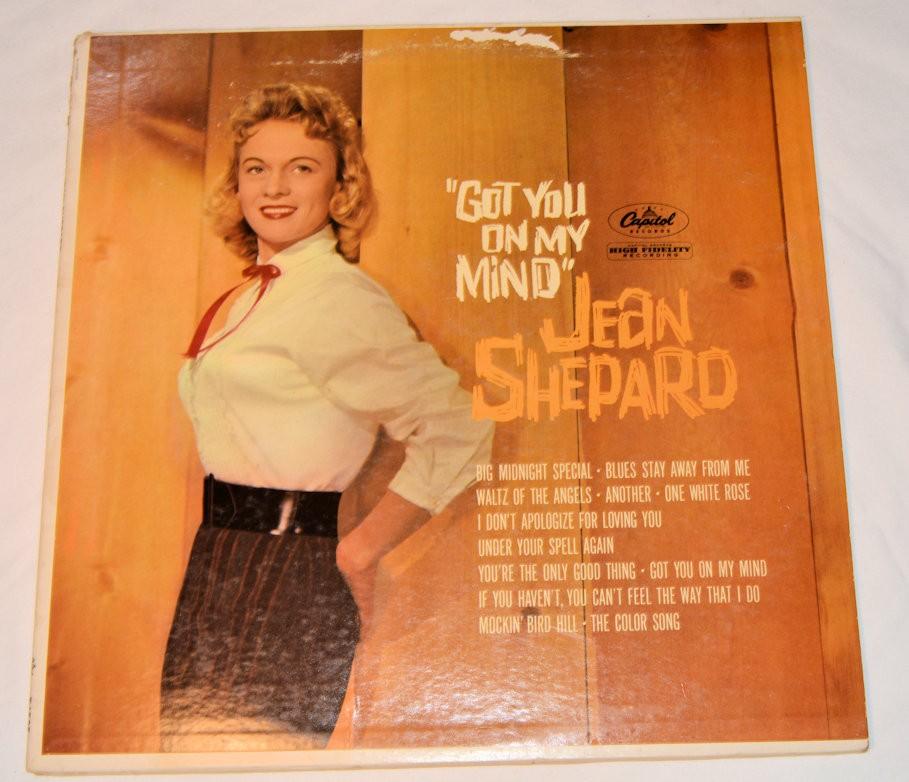 "GOT YOU
ON MY
MIND"
Capitol
RECORDS
HIGH FIDELITY
RECORDING
JEAN
SHEPARD
BIG MIDNIGHT SPECIAL · BLUES STAY AWAY FROM ME
WALTZ OF THE ANGELS · ANOTHER · ONE WHITE ROSE
I DON'T APOLOGIZE FOR LOVING YOU
UNDER YOUR SPELL AGAIN
YOU'RE THE ONLY GOOD THING · GOT YOU ON MY MIND
IF YOU HAVEN'T, YOU CAN'T FEEL THE WAY THAT I DO
MOCKIN' BIRD HILL · THE COLOR SONG